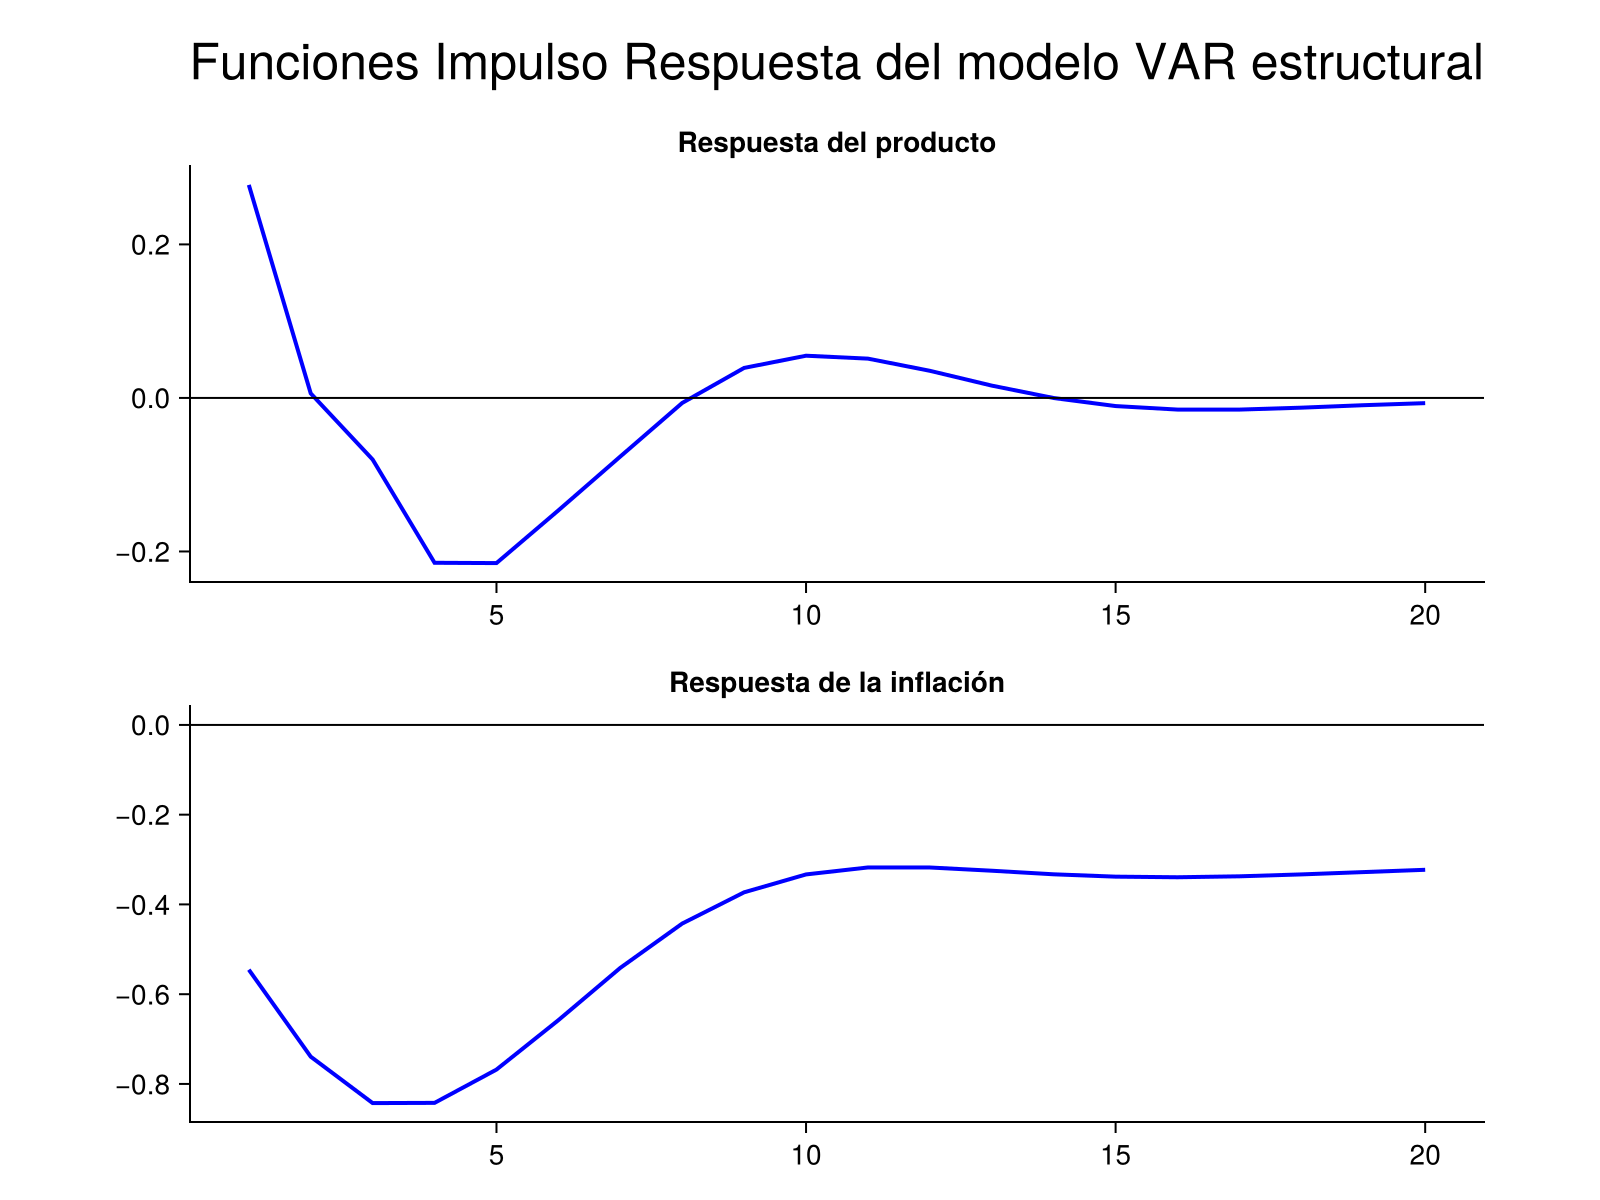 Funciones Impulso Respuesta del modelo VAR estructural
Respuesta del producto
0.2
0.0
−0.2
5 10 15 20
Respuesta de la inflación
0.0
−0.2
−0.4
−0.6
−0.8
5 10 15 20